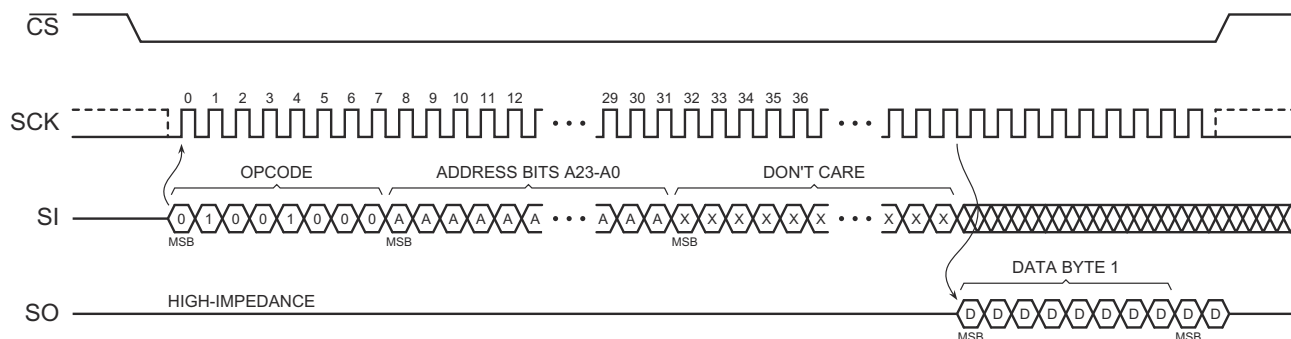 CS
0 1 2 3 4 5 6 7 8 9 10 11 12 29 30 31 32 33 34 35 36
SCK
OPCODE ADDRESS BITS A23-A0 DON'T CARE
SI 0 1 0 0 1 0 0 0 A A A A A A A A A X X X X X X X X X
MSB MSB MSB
DATA BYTE 1
HIGH-IMPEDANCE
SO D D D D D D D D D D
MSB MSB